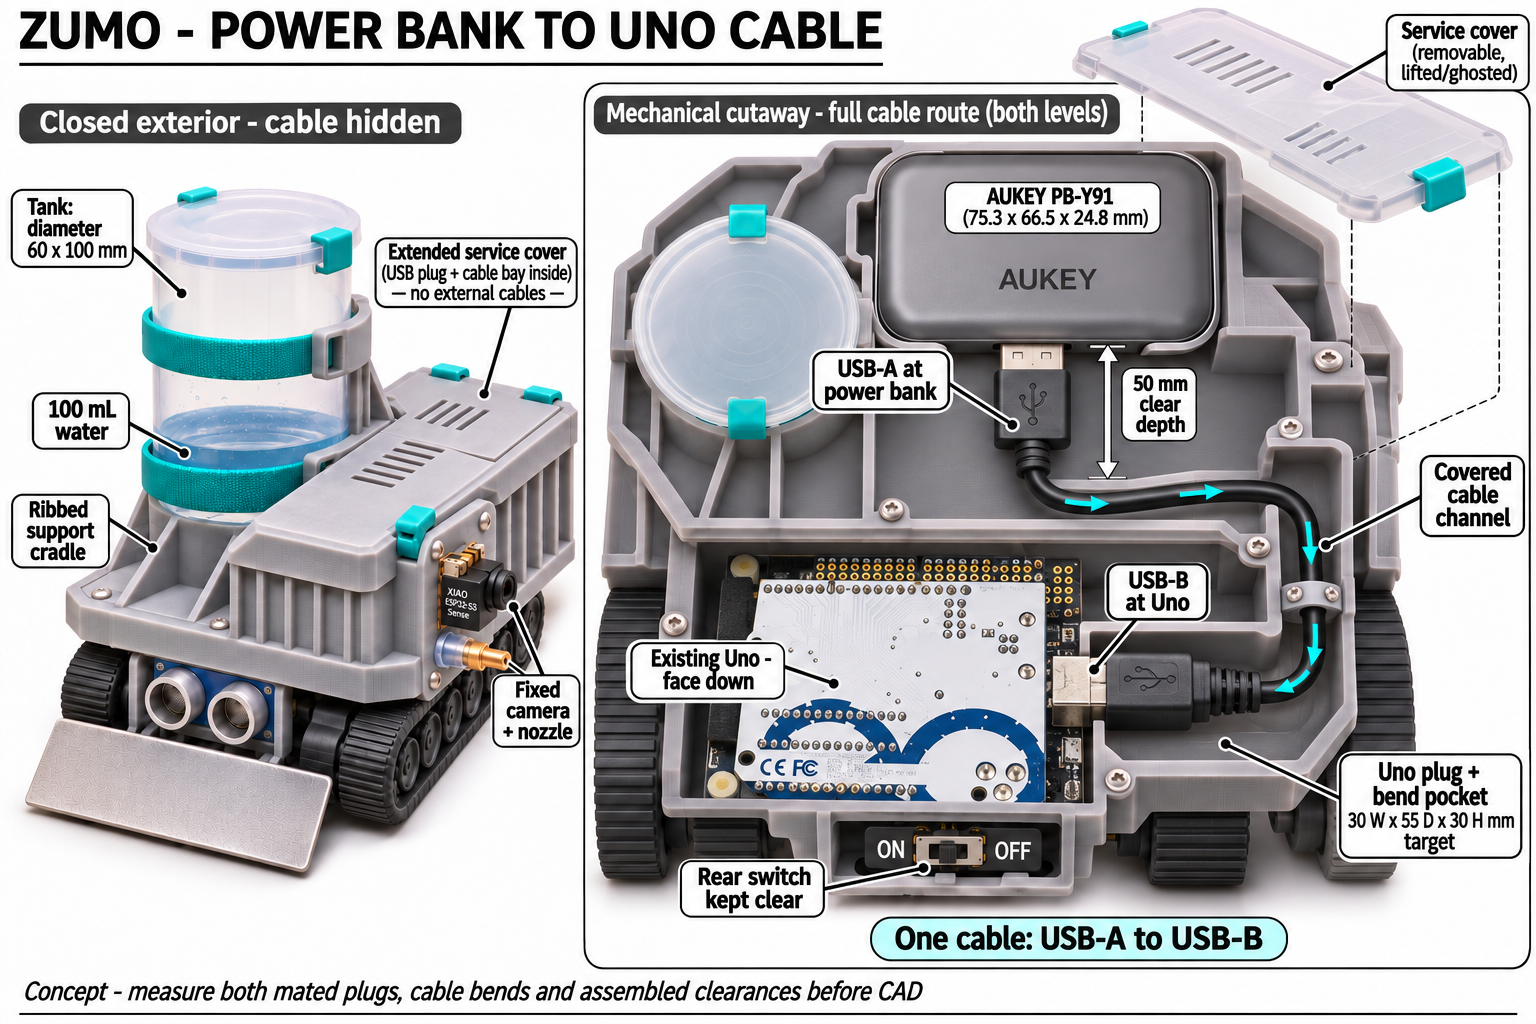 ZUMO - POWER BANK TO UNO CABLE
Closed exterior - cable hidden
Tank:
diameter
60 x 100 mm
Extended service cover
(USB plug + cable bay inside)
— no external cables —
100 mL
water
Ribbed
support
cradle
XIAO
ESP32-S3
Sense
Fixed
camera
+ nozzle
Mechanical cutaway - full cable route (both levels)
Service cover
(removable,
lifted/ghosted)
AUKEY PB-Y91
(75.3 x 66.5 x 24.8 mm)
AUKEY
USB-A at
power bank
50 mm
clear
depth
Covered
cable
channel
USB-B
at Uno
Existing Uno -
face down
CE FC
Uno plug +
bend pocket
30 W x 55 D x 30 H mm
target
ON OFF
Rear switch
kept clear
One cable: USB-A to USB-B
Concept - measure both mated plugs, cable bends and assembled clearances before CAD